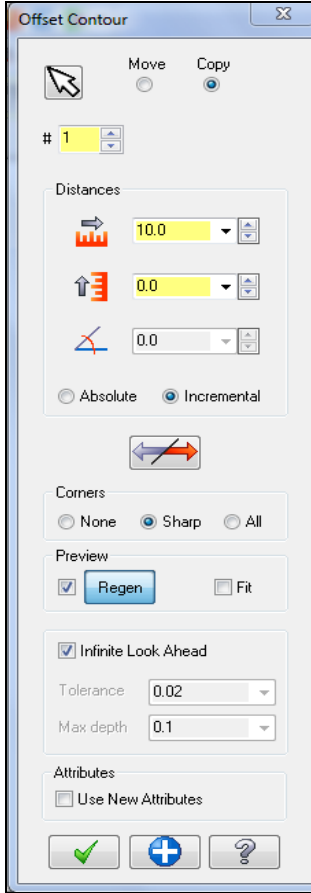 Offset Contour
Move Copy
# 1
Distances
10.0
0.0
0.0
Absolute Incremental
Corners
None Sharp All
Preview
Regen Fit
Infinite Look Ahead
Tolerance 0.02
Max depth 0.1
Attributes
Use New Attributes